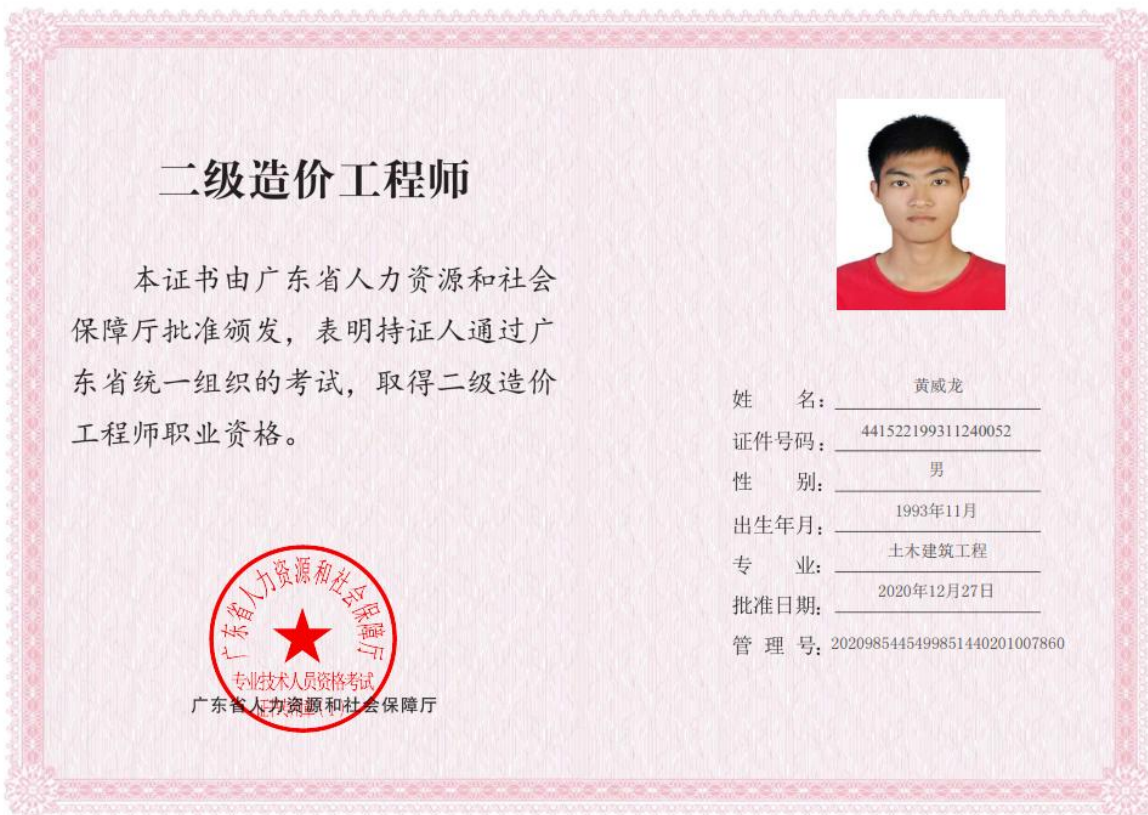 二级造价工程师
本证书由广东省人力资源和社会
保障厅批准颁发，表明持证人通过广
东省统一组织的考试，取得二级造价
工程师职业资格。
广东省人力资源和社会保障厅
专业技术人员资格考试
广东省人力资源和社会保障厅
姓名：黄威龙
证件号码：441522199311240052
性别：男
出生年月：1993年11月
专业：土木建筑工程
批准日期：2020年12月27日
管理号：2020985445499851440201007860